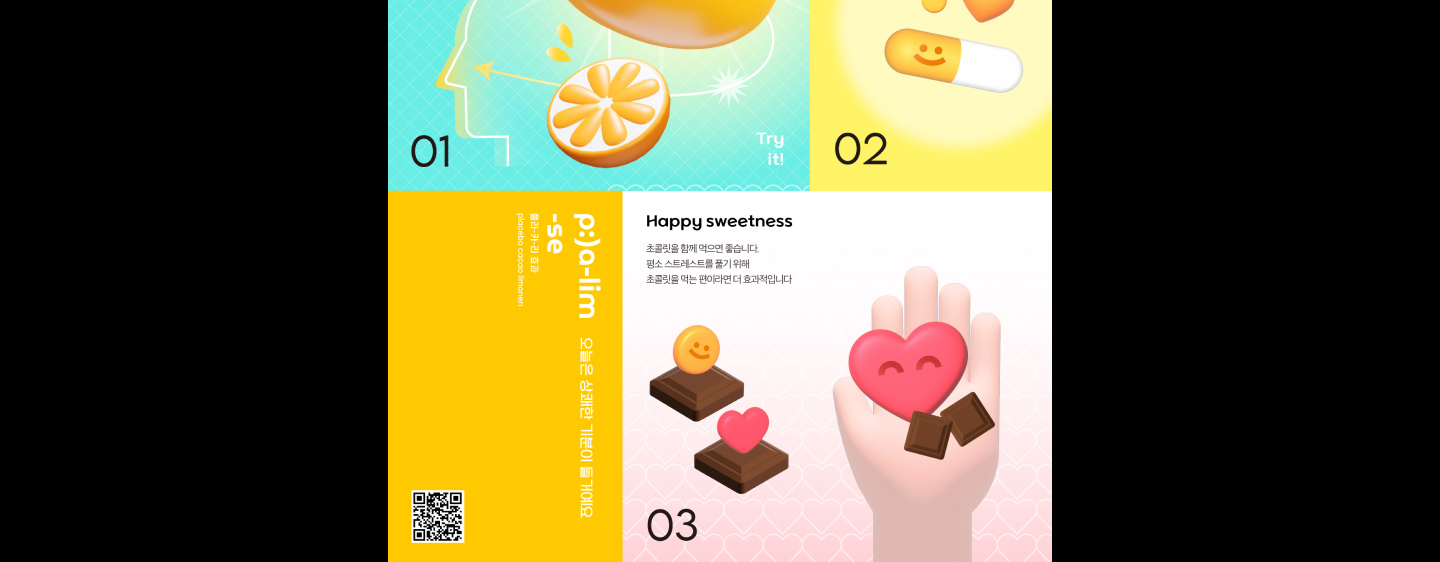 01
Try
it!
02
p:)a-lim
-se
플라-카-리 효과
placebo cacao limonen
오늘은 상쾌한 기분이 들 거예요
Happy sweetness
초콜릿을 함께 먹으면 좋습니다.
평소 스트레스트를 풀기 위해
초콜릿을 먹는 편이라면 더 효과적입니다
03